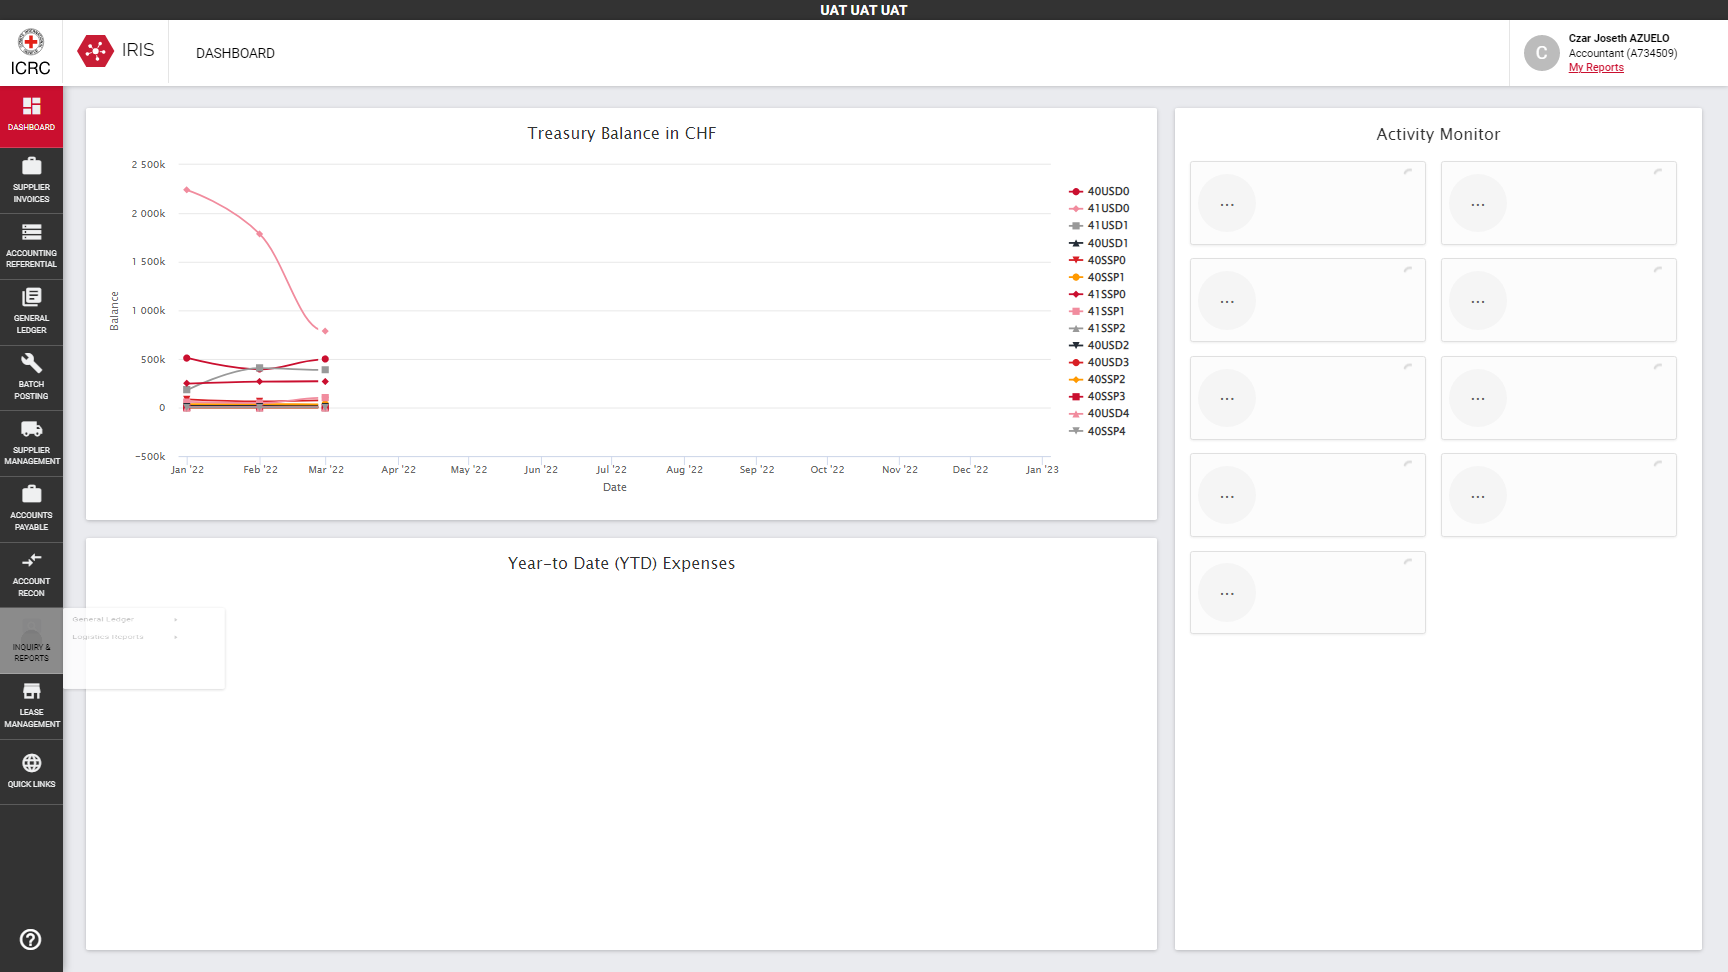 UAT UAT UAT
ICRC
IRIS
DASHBOARD
C
Czar Joseth AZUELO
Accountant (A734509)
My Reports
DASHBOARD
SUPPLIER
INVOICES
ACCOUNTING
REFERENTIAL
GENERAL
LEDGER
BATCH
POSTING
SUPPLIER
MANAGEMENT
ACCOUNTS
PAYABLE
ACCOUNT
RECON
INQUIRY &
REPORTS
General Ledger
Logistics Reports
LEASE
MANAGEMENT
QUICK LINKS
Treasury Balance in CHF
2 500k
2 000k
1 500k
1 000k
500k
0
-500k
Balance
Jan '22
Feb '22
Mar '22
Apr '22
May '22
Jun '22
Jul '22
Aug '22
Sep '22
Oct '22
Nov '22
Dec '22
Jan '23
Date
40USD0
41USD0
41USD1
40USD1
40SSP0
40SSP1
41SSP0
41SSP1
41SSP2
40USD2
40USD3
40SSP2
40SSP3
40USD4
40SSP4
Year-to Date (YTD) Expenses
Activity Monitor
...
...
...
...
...
...
...
...
...